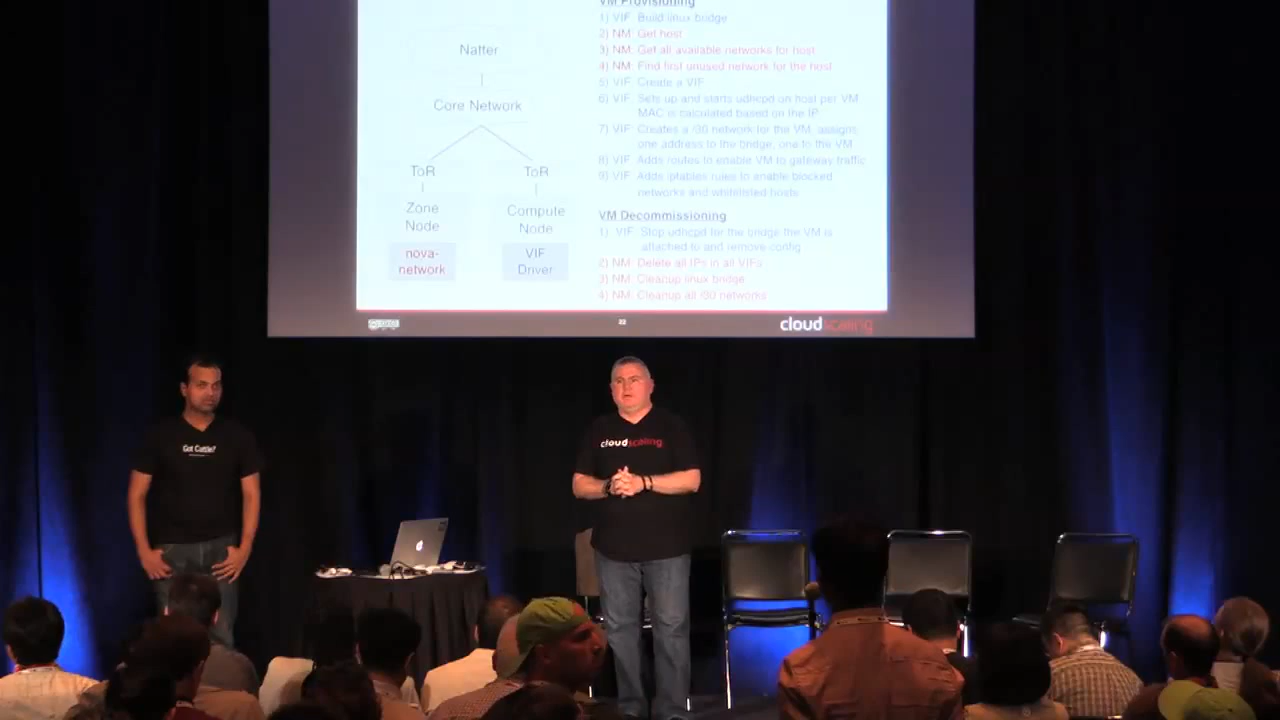 VM Provisioning
1) VIF: Build linux bridge
2) NM: Get host
3) NM: Get all available networks for host
4) NM: Find first unused network for the host
5) VIF: Create a VIF
6) VIF: Sets up and starts udhcpd on host per VM
MAC is calculated based on the IP
7) VIF: Creates a /30 network for the VM, assigns
one address to the bridge, one to the VM
8) VIF: Adds routes to enable VM to gateway traffic
9) VIF: Adds iptables rules to enable blocked
networks and whitelisted hosts
VM Decommissioning
1) VIF: Stop udhcpd for the bridge the VM is
attached to and remove config
2) NM: Delete all IPs in all VIFs
3) NM: Cleanup linux bridge
4) NM: Cleanup all /30 networks
Natter
Core Network
ToR
ToR
Zone
Node
Compute
Node
nova-
network
VIF
Driver
22
cloudscaling
Got Cattle?
cloudscaling